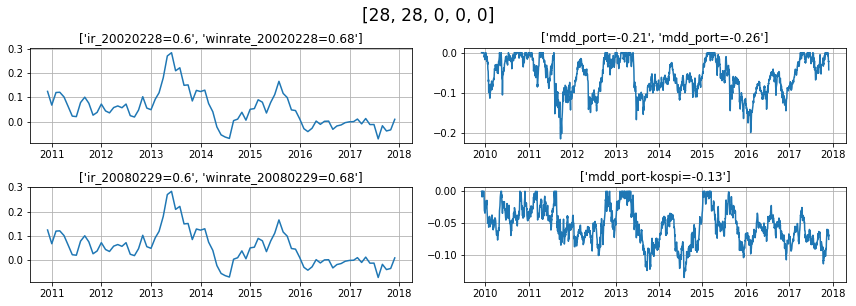 [28, 28, 0, 0, 0]
['ir_20020228=0.6', 'winrate_20020228=0.68']
0.3
0.2
0.1
0.0
2011 2012 2013 2014 2015 2016 2017 2018
['mdd_port=-0.21', 'mdd_port=-0.26']
0.0
−0.1
−0.2
2010 2011 2012 2013 2014 2015 2016 2017 2018
['ir_20080229=0.6', 'winrate_20080229=0.68']
0.3
0.2
0.1
0.0
2011 2012 2013 2014 2015 2016 2017 2018
['mdd_port-kospi=-0.13']
0.00
−0.05
−0.10
2010 2011 2012 2013 2014 2015 2016 2017 2018